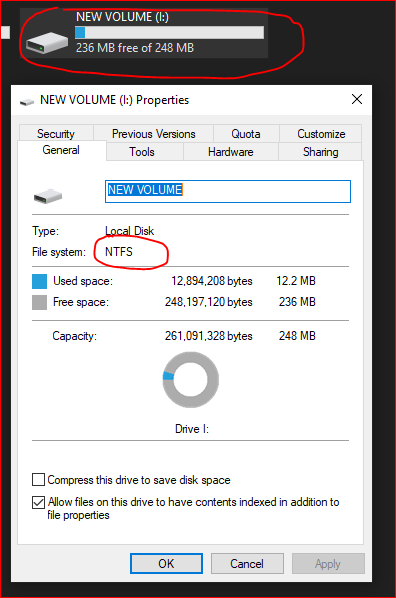 NEW VOLUME (I:)
236 MB free of 248 MB
NEW VOLUME (I:) Properties
Security Previous Versions Quota Customize
General Tools Hardware Sharing
NEW VOLUME
Type: Local Disk
File system: NTFS
Used space: 12,894,208 bytes 12.2 MB
Free space: 248,197,120 bytes 236 MB
Capacity: 261,091,328 bytes 248 MB
Drive I:
Compress this drive to save disk space
Allow files on this drive to have contents indexed in addition to
file properties
OK Cancel Apply